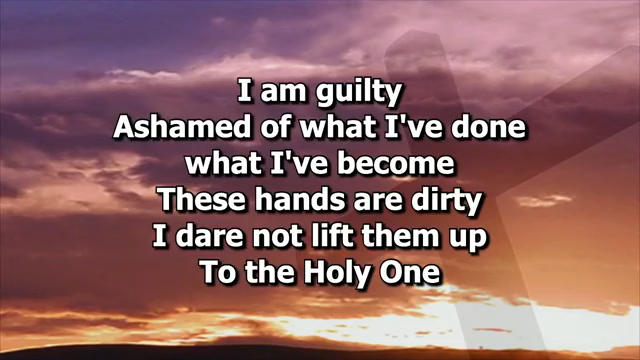 I am guilty
Ashamed of what I've done
what I've become
These hands are dirty
I dare not lift them up
To the Holy One